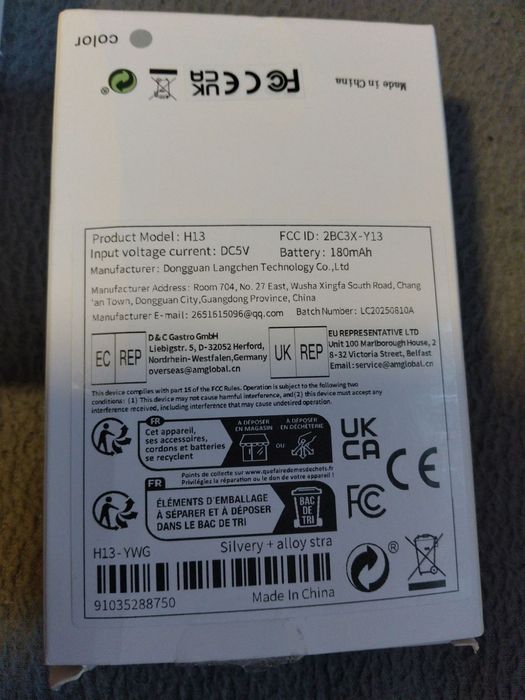 color
Made in China
FC CE UK CA
Product Model : H13 FCC ID : 2BC3X-Y13
Input voltage current : DC5V Battery : 180mAh
Manufacturer : Dongguan Langchen Technology Co.,Ltd
Manufacturer Address : Room 704, No. 27 East, Wusha Xingfa South Road, Chang
'an Town, Dongguan City,Guangdong Province, China
Manufacturer E-mail : 2651615096@qq.com Batch Number : LC20250810A
EC REP
D & C Gastro GmbH
Liebigstr. 5, D-32052 Herford,
Nordrhein-Westfalen,Germany
overseas@amglobal.cn
UK REP
EU REPRESENTATIVE LTD
Unit 100 Marlborough House, 2
8-32 Victoria Street, Belfast
Email : service@amglobal.cn
This device complies with part 15 of the FCC Rules. Operation is subject to the following two
conditions: (1) This device may not cause harmful interference, and (2) this device must accept any
interference received, including interference that may cause undesired operation.
FR
Cet appareil,
ses accessoires,
cordons et batteries
se recyclent
À DÉPOSER
EN MAGASIN
OU
À DÉPOSER
EN DÉCHÈTERIE
Points de collecte sur www.quefairedemesdechets.fr
Privilégiez la réparation ou le don de votre appareil !
FR
ÉLÉMENTS D'EMBALLAGE
À SÉPARER ET À DÉPOSER
DANS LE BAC DE TRI
BAC
DE
TRI
UK
CA
CE
FC
H13-YWG Silvery + alloy stra
91035288750 Made In China
®